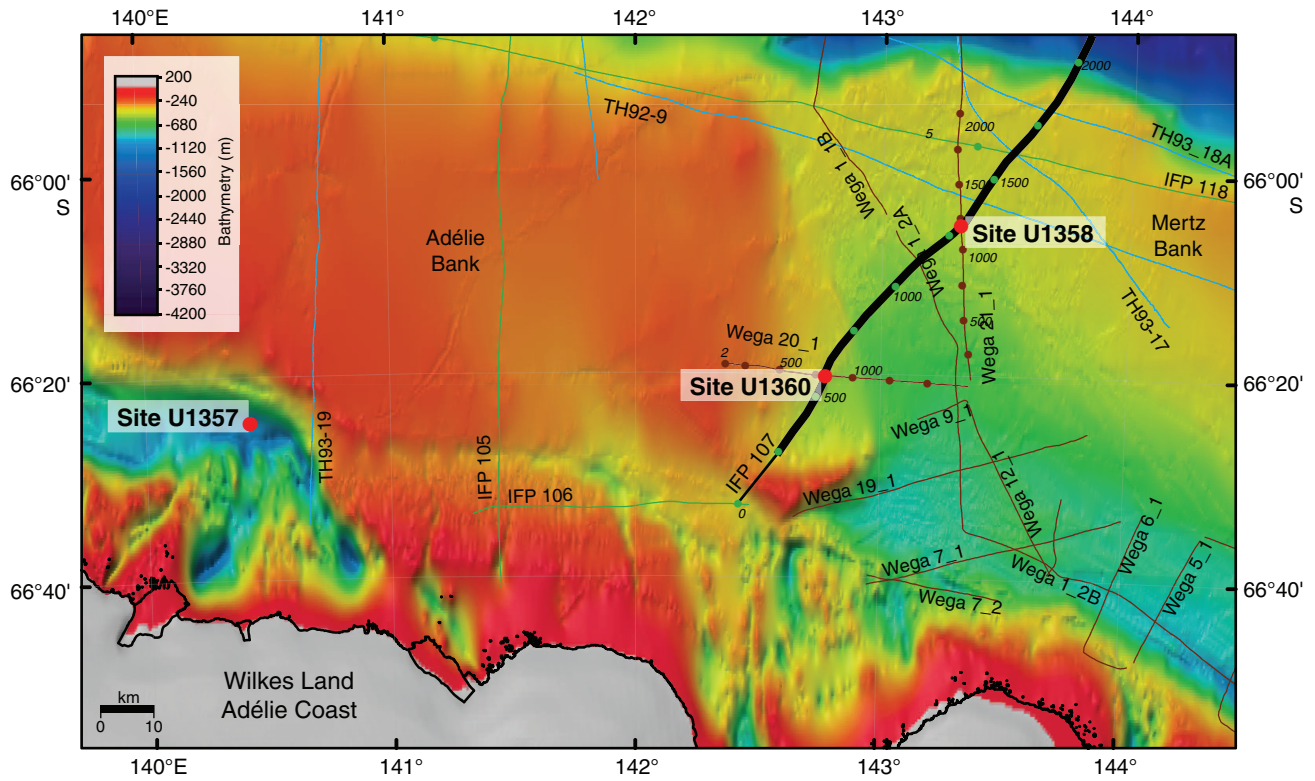 140°E
141°
142°
143°
144°
200
-240
-680
-1120
-1560
-2000
-2440
-2880
-3320
-3760
-4200
Bathymetry (m)
66°00'
S
66°20'
66°40'
66°00'
S
66°20'
66°40'
TH92-9
Wega 1_1B
5
2000
2000
TH93_18A
IFP 118
150
1500
Wega 1_2A
Adélie
Bank
Mertz
Bank
Site U1358
1000
1000
500
Wega 21_1
TH93-17
Wega 20_1
2
500
1000
Site U1360
500
Site U1357
TH93-19
IFP 105
IFP 106
IFP 107
0
Wega 9_1
Wega 19_1
Wega 12_1
Wega 7_1
Wega 7_2
Wega 1_2B
Wega 6_1
Wega 5_1
Wilkes Land
Adélie Coast
km
0 10
140°E
141°
142°
143°
144°